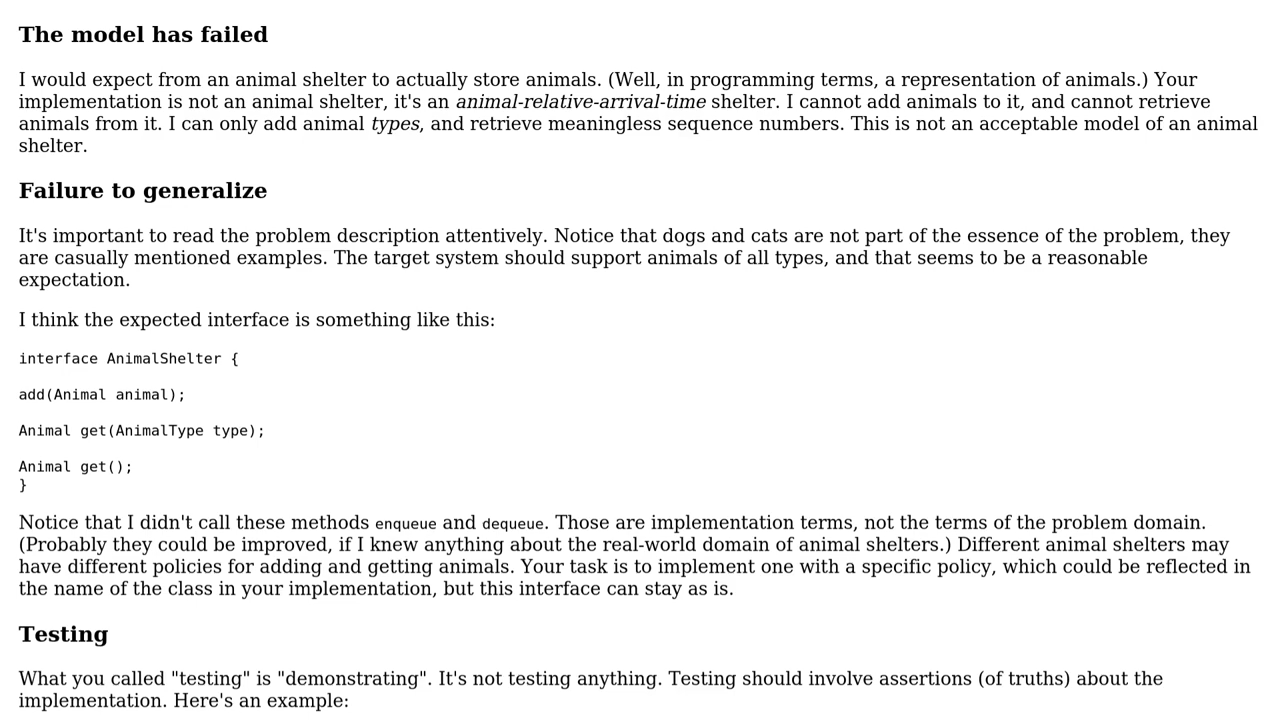 The model has failed
I would expect from an animal shelter to actually store animals. (Well, in programming terms, a representation of animals.) Your
implementation is not an animal shelter, it's an animal-relative-arrival-time shelter. I cannot add animals to it, and cannot retrieve
animals from it. I can only add animal types, and retrieve meaningless sequence numbers. This is not an acceptable model of an animal
shelter.
Failure to generalize
It's important to read the problem description attentively. Notice that dogs and cats are not part of the essence of the problem, they
are casually mentioned examples. The target system should support animals of all types, and that seems to be a reasonable
expectation.
I think the expected interface is something like this:
interface AnimalShelter {
add(Animal animal);
Animal get(AnimalType type);
Animal get();
}
Notice that I didn't call these methods enqueue and dequeue. Those are implementation terms, not the terms of the problem domain.
(Probably they could be improved, if I knew anything about the real-world domain of animal shelters.) Different animal shelters may
have different policies for adding and getting animals. Your task is to implement one with a specific policy, which could be reflected in
the name of the class in your implementation, but this interface can stay as is.
Testing
What you called "testing" is "demonstrating". It's not testing anything. Testing should involve assertions (of truths) about the
implementation. Here's an example: